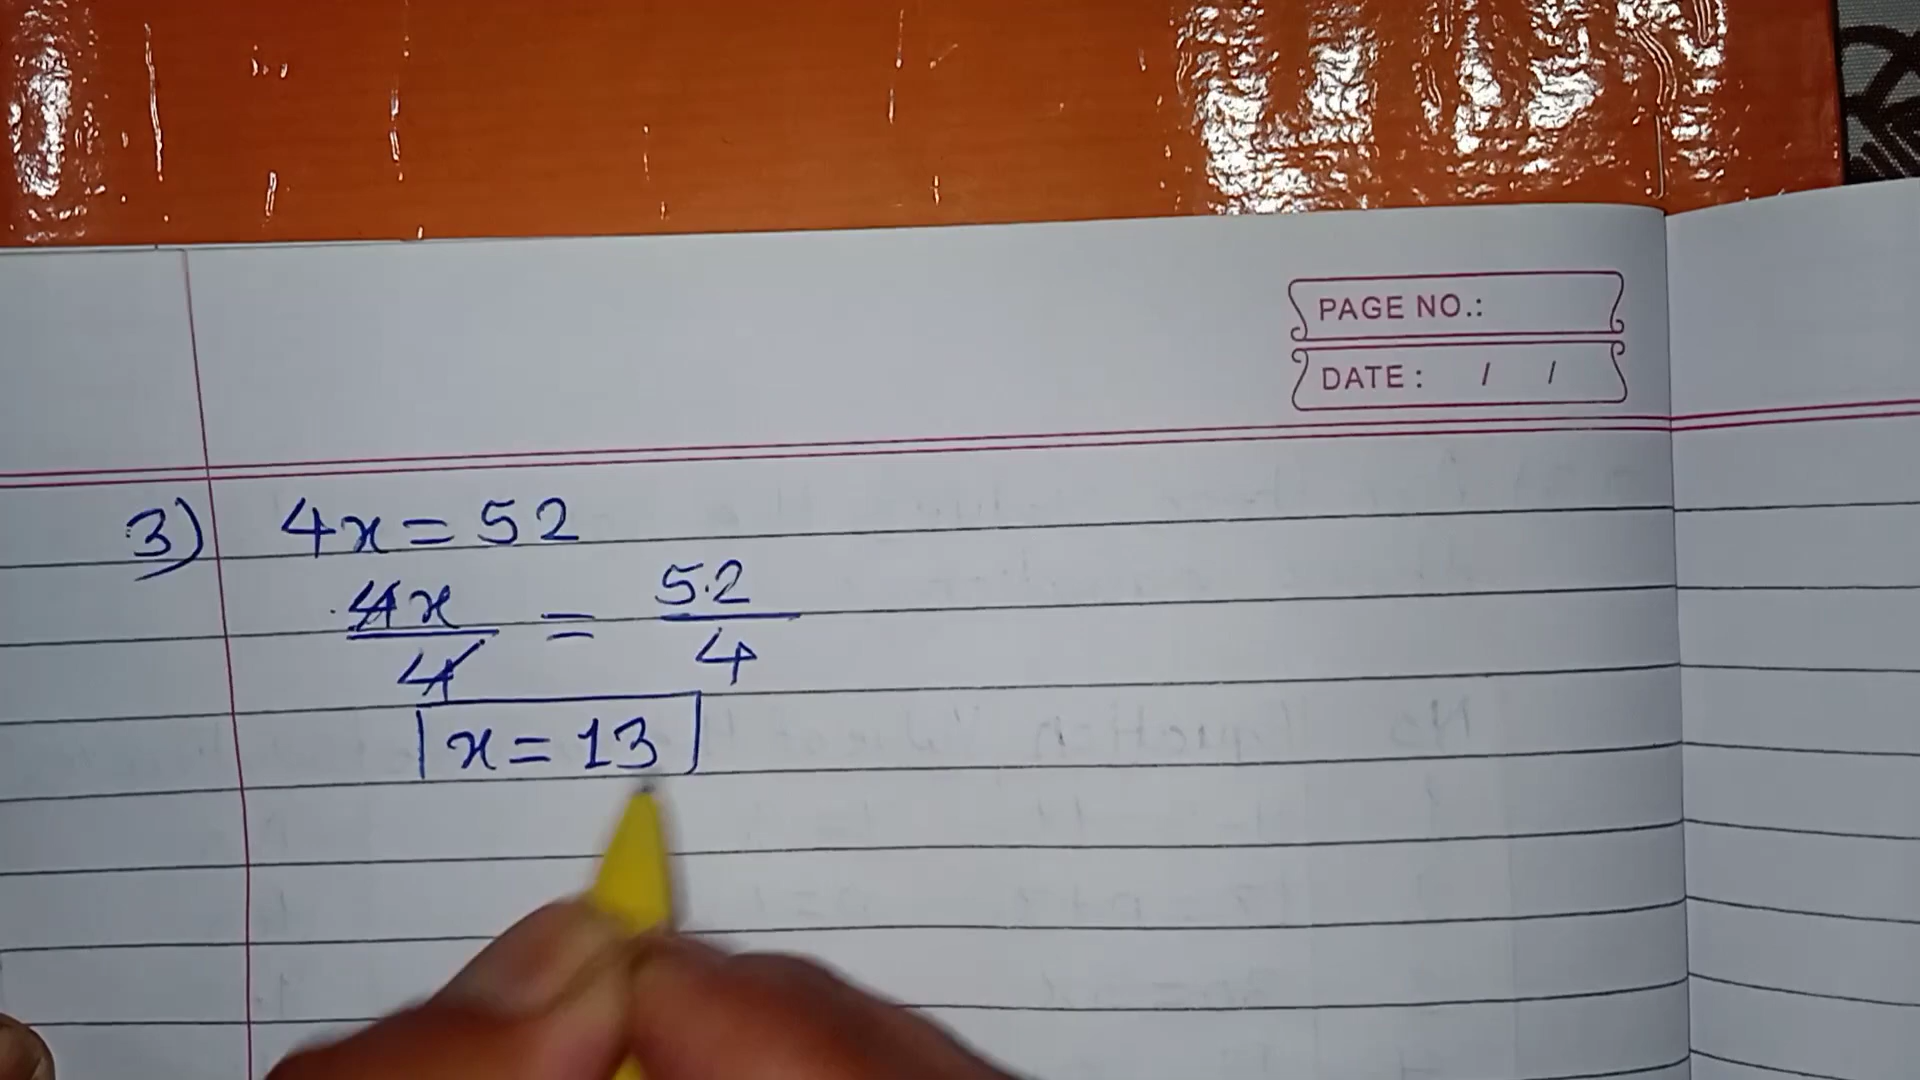 PAGE NO.:
DATE : / /
3) 4x = 52
4x/4 = 52/4
x = 13